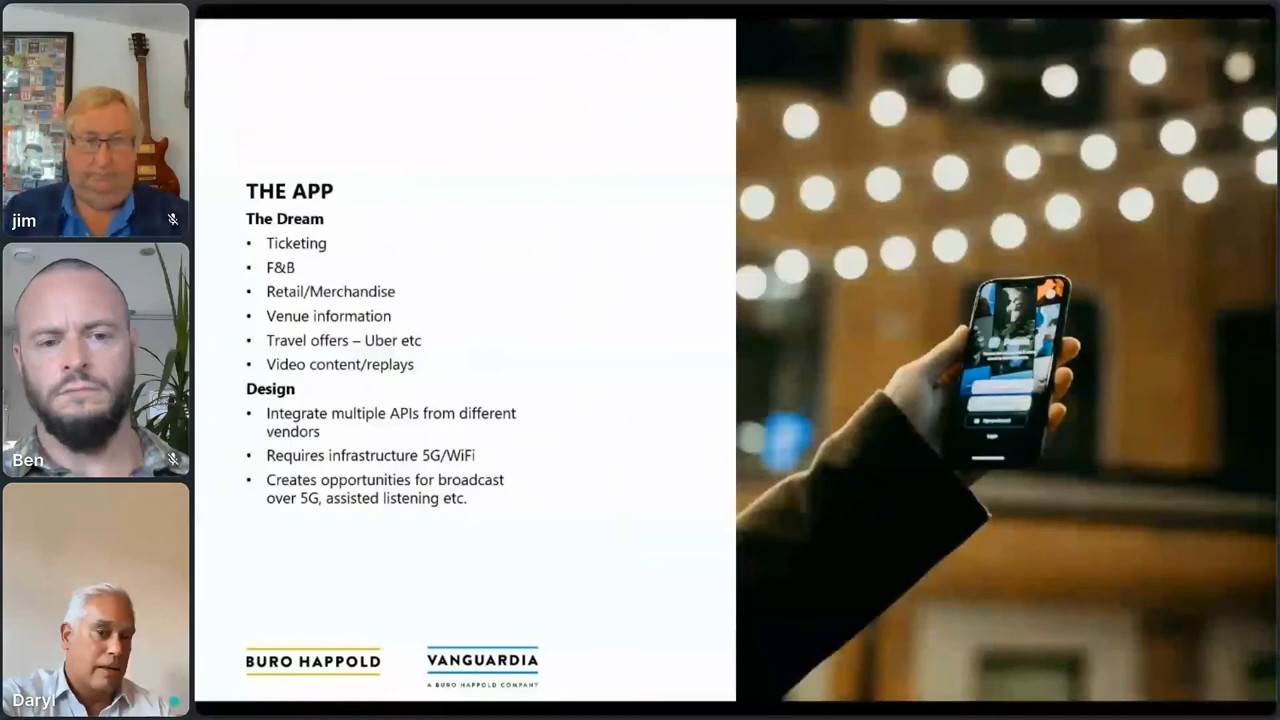 jim
Ben
Daryl
THE APP
The Dream
• Ticketing
• F&B
• Retail/Merchandise
• Venue information
• Travel offers – Uber etc
• Video content/replays
Design
• Integrate multiple APIs from different
vendors
• Requires infrastructure 5G/WiFi
• Creates opportunities for broadcast
over 5G, assisted listening etc.
BURO HAPPOLD
VANGUARDIA
A BURO HAPPOLD COMPANY